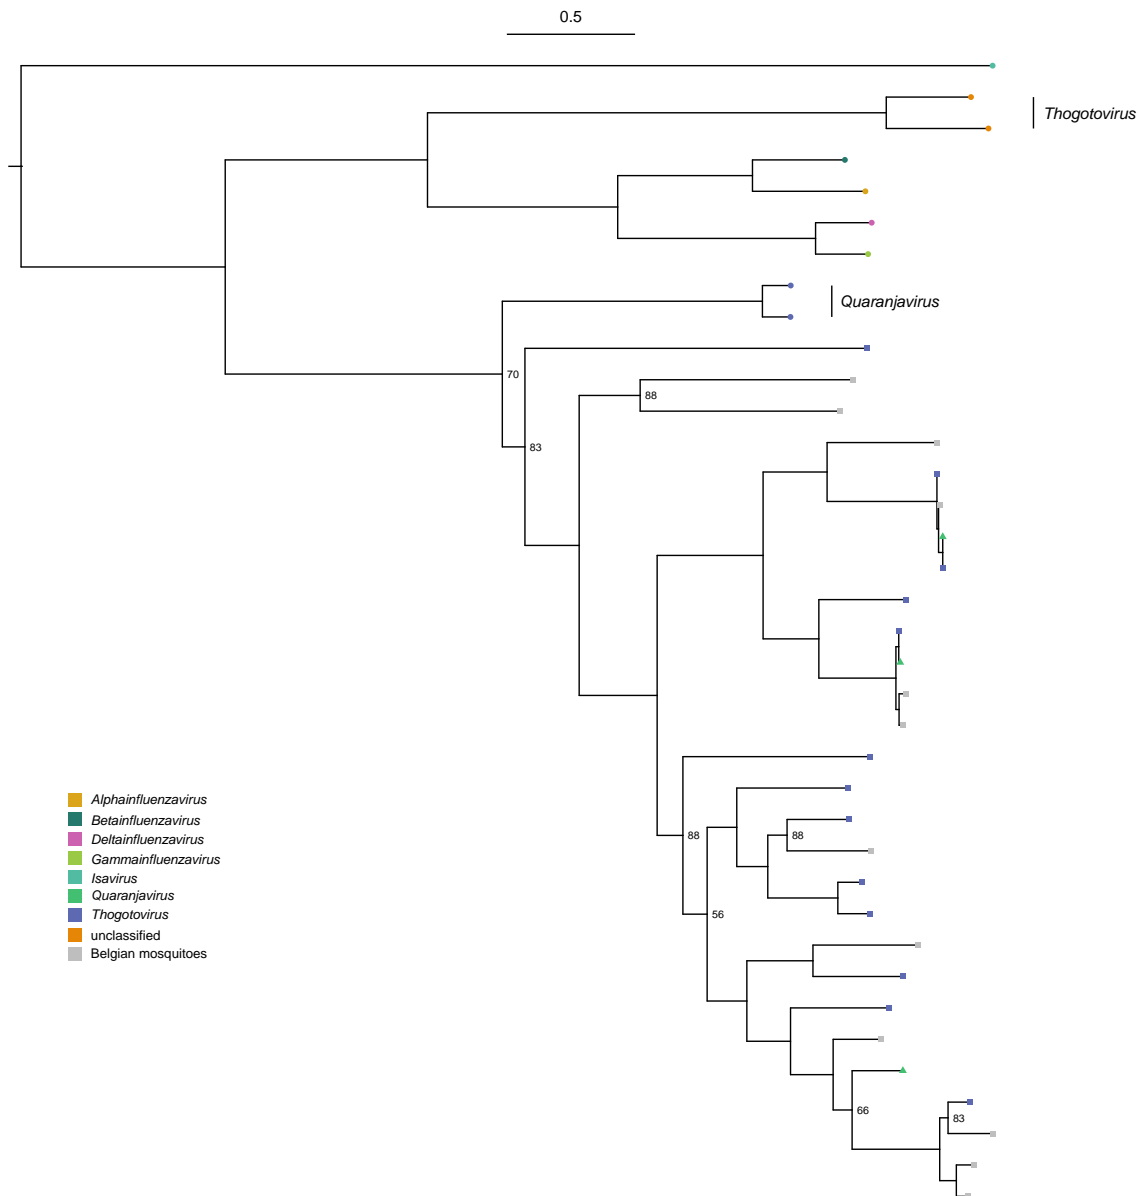 0.5
Thogotovirus
Quaranjavirus
70
88
83
88
88
56
66
83
Alphainfluenzavirus
Betainfluenzavirus
Deltainfluenzavirus
Gammainfluenzavirus
Isavirus
Quaranjavirus
Thogotovirus
unclassified
Belgian mosquitoes